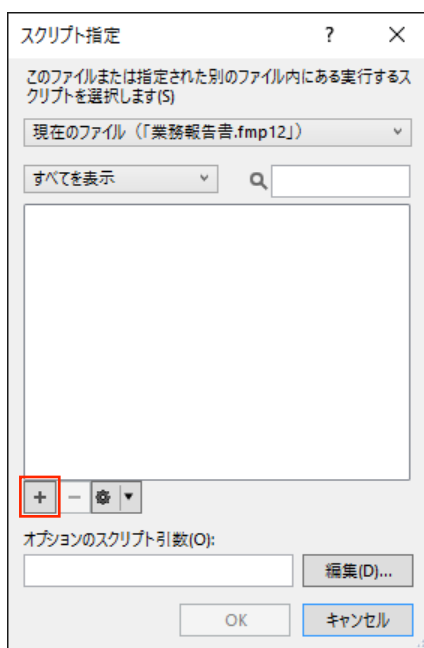 スクリプト指定
このファイルまたは指定された別のファイル内にある実行するス
クリプトを選択します(S)
現在のファイル（「業務報告書.fmp12」）
すべてを表示
オプションのスクリプト引数(O):
編集(D)...
OK
キャンセル